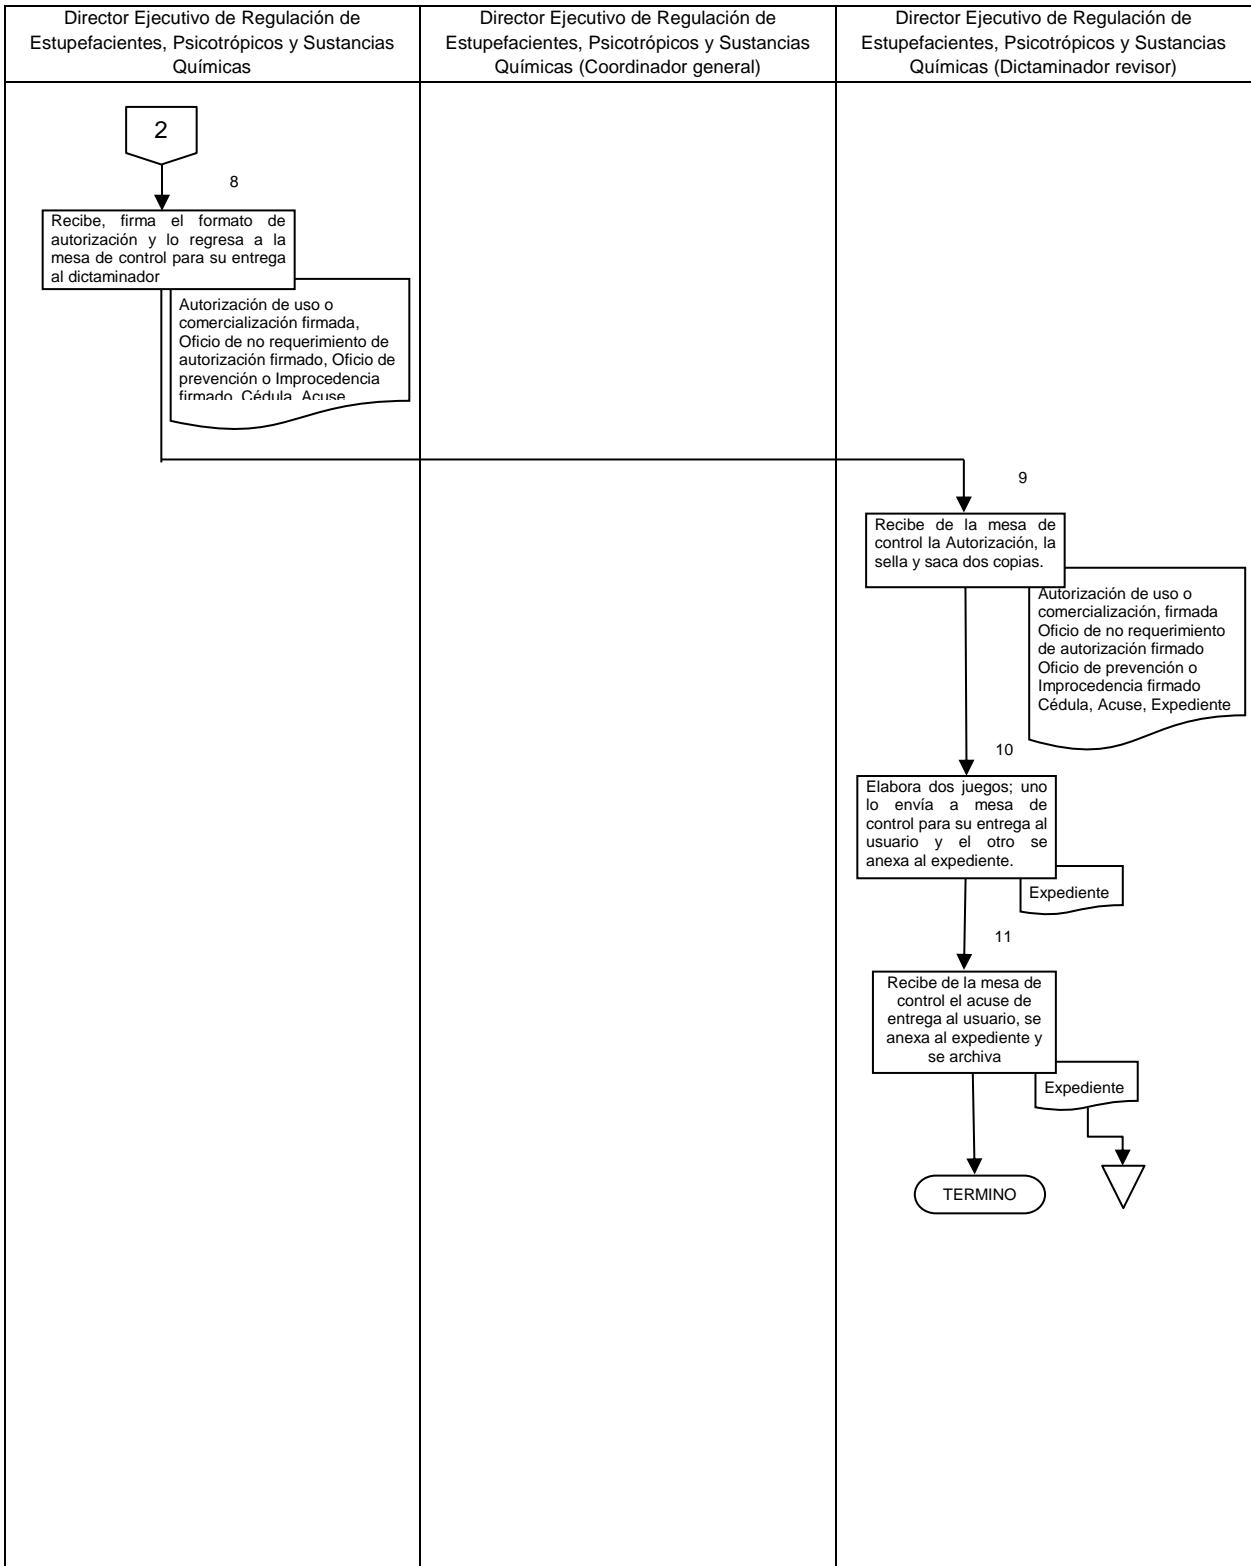 Director Ejecutivo de Regulación de
Estupefacientes, Psicotrópicos y Sustancias
Químicas
Director Ejecutivo de Regulación de
Estupefacientes, Psicotrópicos y Sustancias
Químicas (Coordinador general)
Director Ejecutivo de Regulación de
Estupefacientes, Psicotrópicos y Sustancias
Químicas (Dictaminador revisor)
2
8
Recibe, firma el formato de
autorización y lo regresa a la
mesa de control para su entrega
al dictaminador
Autorización de uso o
comercialización firmada,
Oficio de no requerimiento de
autorización firmado, Oficio de
prevención o Improcedencia
firmado, Cédula, Acuse
9
Recibe de la mesa de
control la Autorización, la
sella y saca dos copias.
Autorización de uso o
comercialización, firmada
Oficio de no requerimiento
de autorización firmado
Oficio de prevención o
Improcedencia firmado
Cédula, Acuse, Expediente
10
Elabora dos juegos; uno
lo envía a mesa de
control para su entrega al
usuario y el otro se
anexa al expediente.
Expediente
11
Recibe de la mesa de
control el acuse de
entrega al usuario, se
anexa al expediente y
se archiva
Expediente
TERMINO